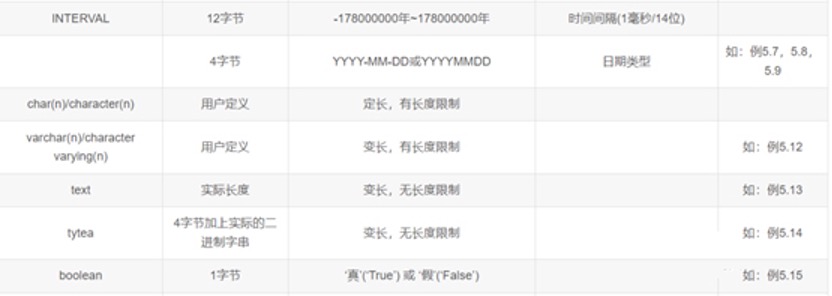 INTERVAL 12字节 -178000000年~178000000年 时间间隔(1毫秒/14位)
4字节 YYYY-MM-DD或YYYYMMDD 日期类型 如：例5.7，5.8，
5.9
char(n)/character(n) 用户定义 定长，有长度限制
varchar(n)/character
varying(n) 用户定义 变长，有长度限制 如：例5.12
text 实际长度 变长，无长度限制 如：例5.13
tytea 4字节加上实际的二
进制字串 变长，无长度限制 如：例5.14
boolean 1字节 ‘真’(‘True’) 或 ‘假’(‘False’) 如：例5.15